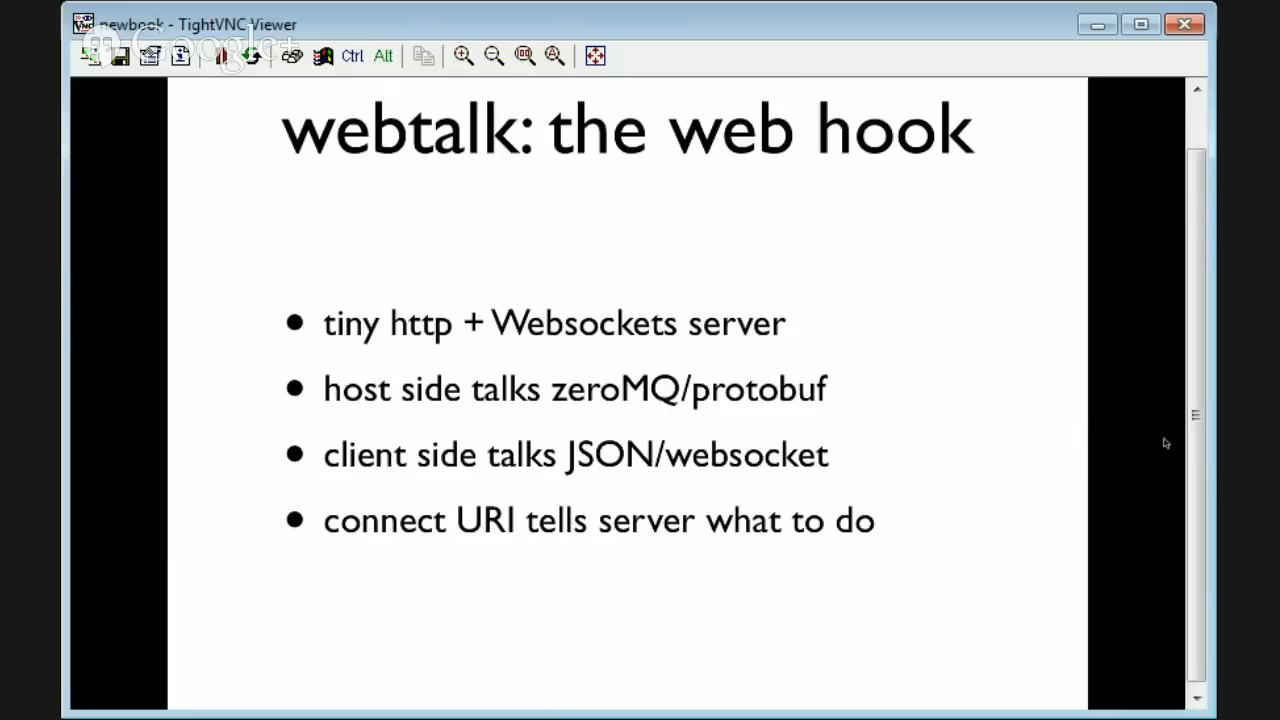 newbook - TightVNC Viewer
Google+
Ctrl Alt
webtalk: the web hook
• tiny http + Websockets server
• host side talks zeroMQ/protobuf
• client side talks JSON/websocket
• connect URI tells server what to do